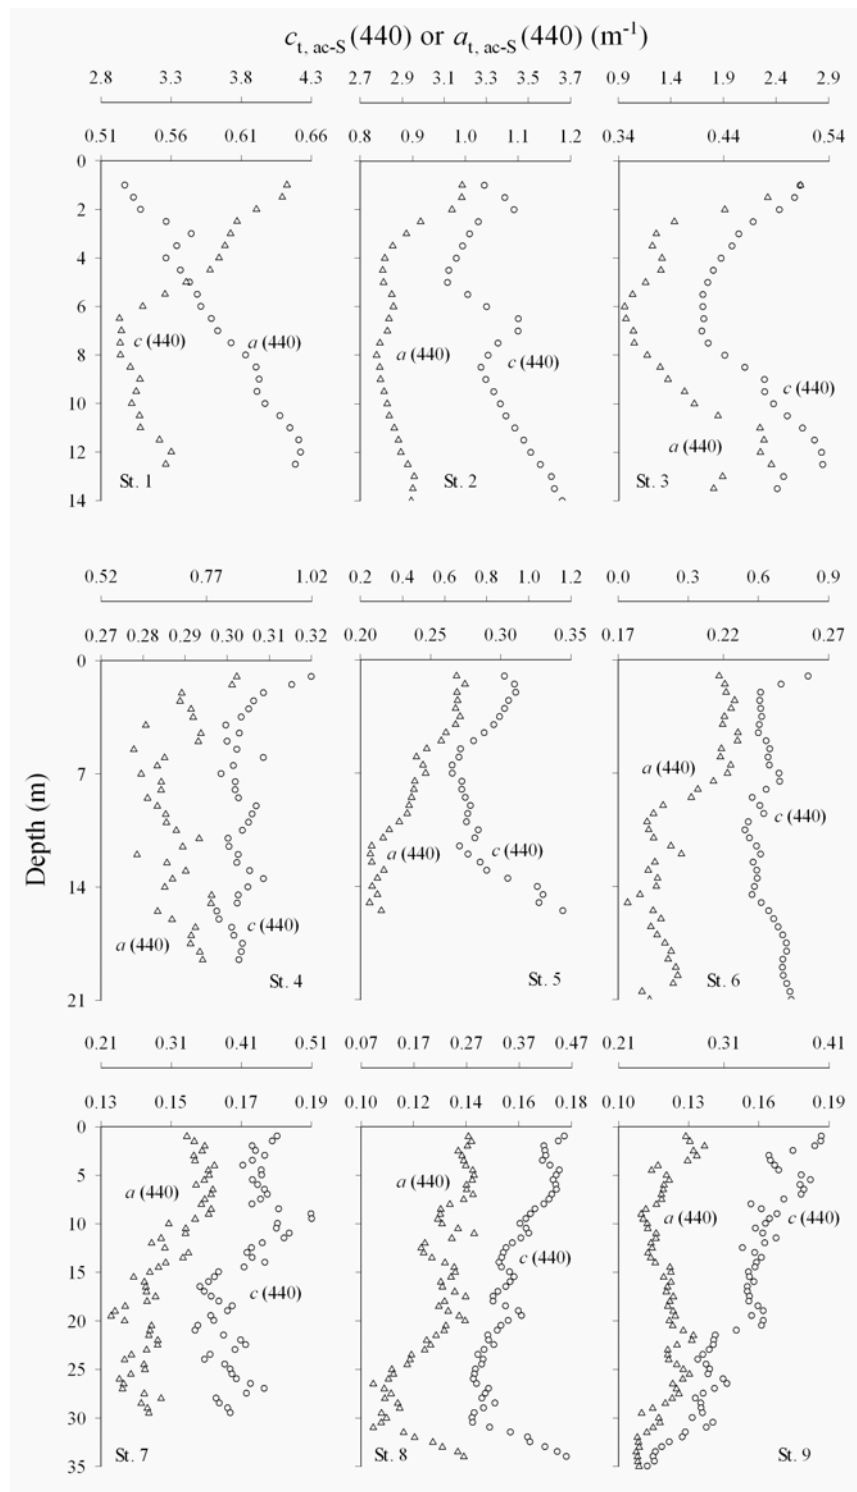 c t, ac-S (440) or a t, ac-S (440) (m-1)
2.8 3.3 3.8 4.3 2.7 2.9 3.1 3.3 3.5 3.7 0.9 1.4 1.9 2.4 2.9
0.51 0.56 0.61 0.66 0.8 0.9 1.0 1.1 1.2 0.34 0.44 0.54
0
2
4
6
c (440) a (440)
8 a (440) c (440)
c (440)
10
12 a (440)
St. 1 St. 2 St. 3
14
0.52 0.77 1.02 0.2 0.4 0.6 0.8 1.0 1.2 0.0 0.3 0.6 0.9
0.27 0.28 0.29 0.30 0.31 0.32 0.20 0.25 0.30 0.35 0.17 0.22 0.27
0
7 a (440)
c (440)
Depth (m)
a (440) c (440)
14
c (440)
a (440)
St. 4 St. 5 St. 6
21
0.21 0.31 0.41 0.51 0.07 0.17 0.27 0.37 0.47 0.21 0.31 0.41
0.13 0.15 0.17 0.19 0.10 0.12 0.14 0.16 0.18 0.10 0.13 0.16 0.19
0
5
a (440) a (440)
10 a (440) c (440)
c (440)
15
c (440)
20
25
30
St. 7 St. 8 St. 9
35